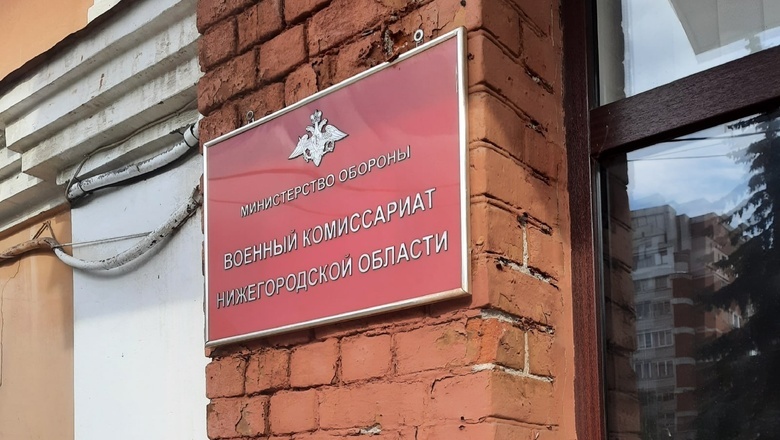 МИНИСТЕРСТВО ОБОРОНЫ
ВОЕННЫЙ КОМИССАРИАТ
НИЖЕГОРОДСКОЙ ОБЛАСТИ